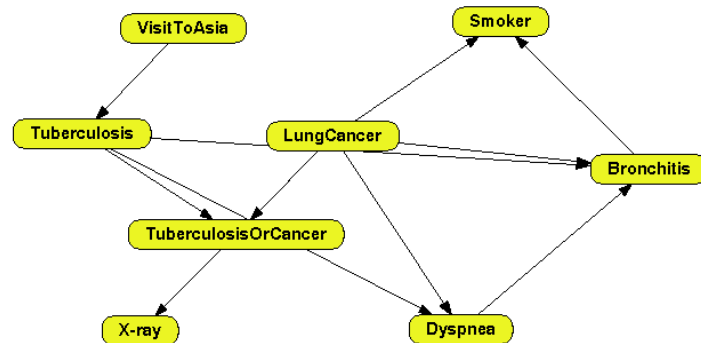 VisitToAsia
Smoker
Tuberculosis
LungCancer
Bronchitis
TuberculosisOrCancer
X-ray
Dyspnea